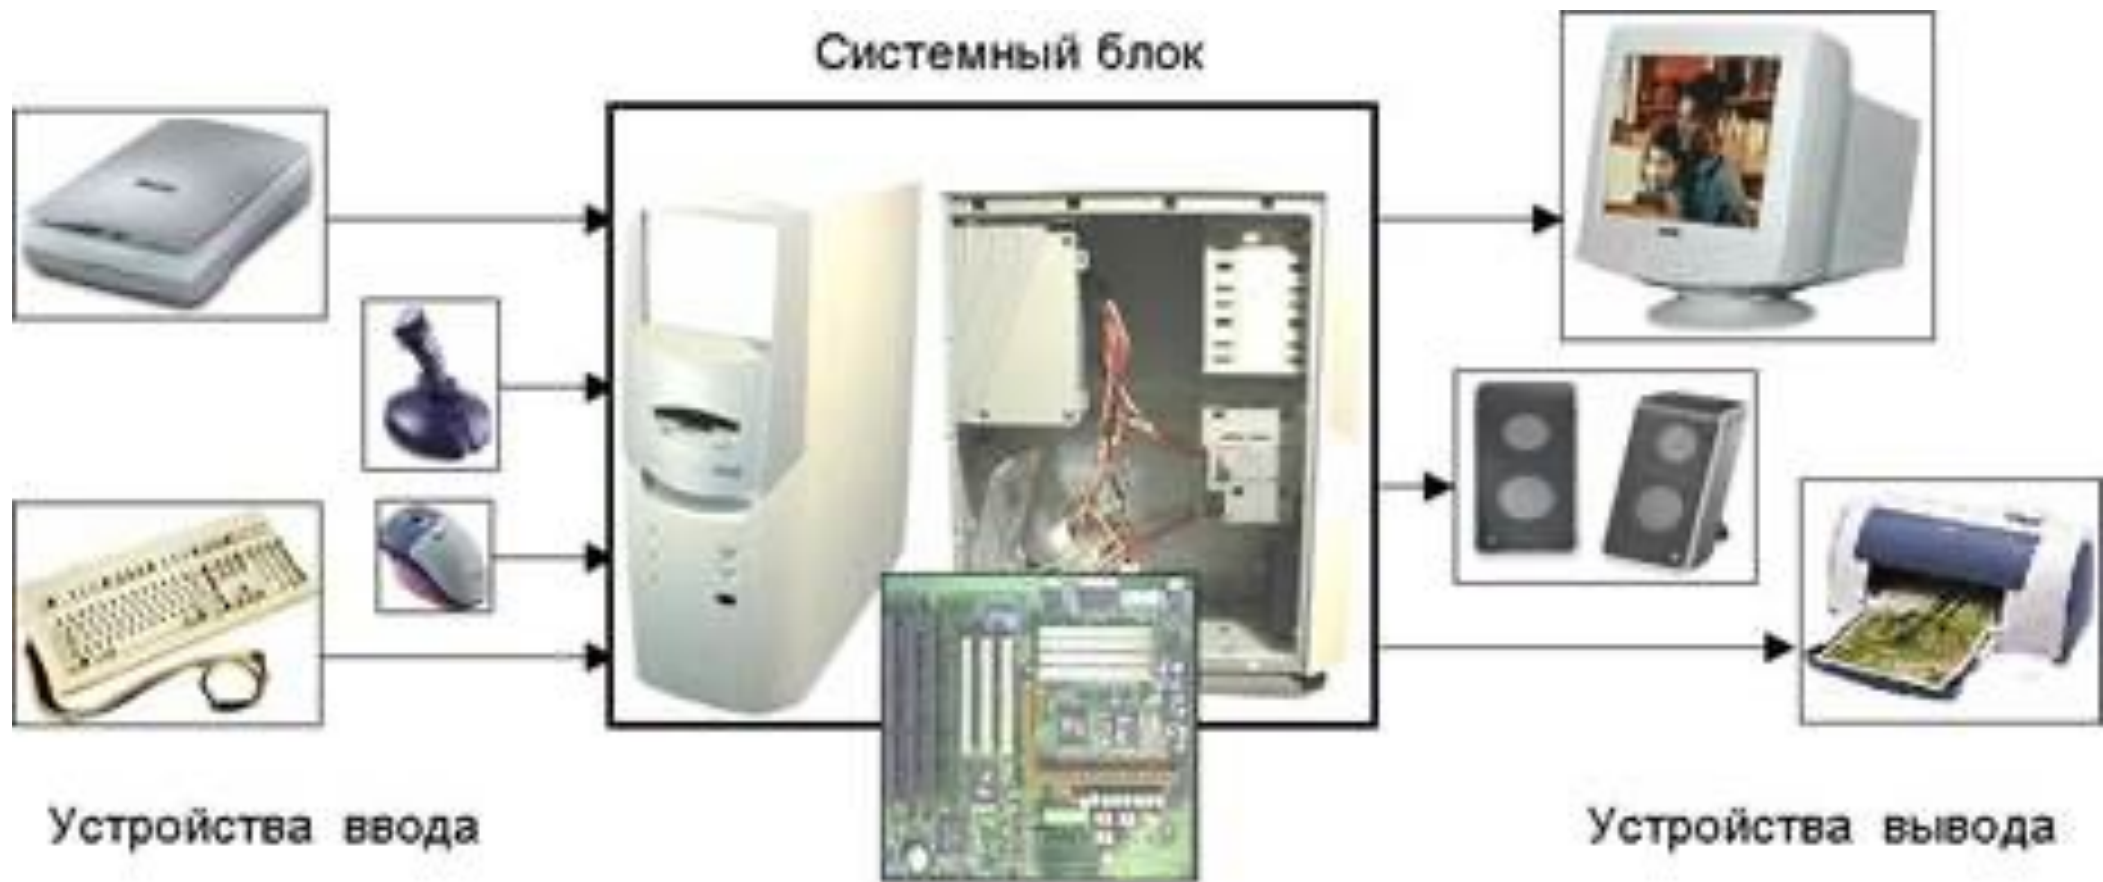 Системный блок
Устройства ввода
Устройства вывода